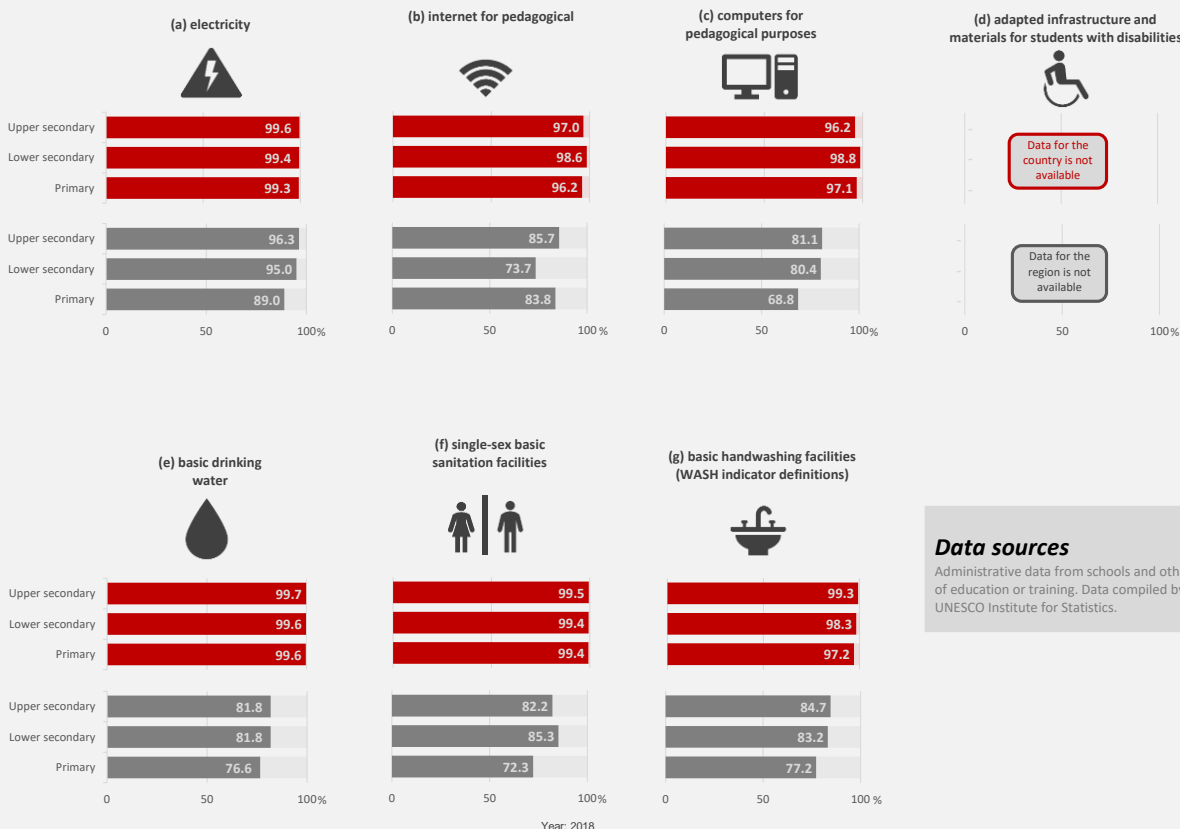 (a) electricity
(b) internet for pedagogical
(c) computers for
pedagogical purposes
(d) adapted infrastructure and
materials for students with disabilities
Upper secondary 99.6 97.0 96.2
Lower secondary 99.4 98.6 98.8
Primary 99.3 96.2 97.1
Data for the
country is not
available
Upper secondary 96.3 85.7 81.1
Lower secondary 95.0 73.7 80.4
Primary 89.0 83.8 68.8
Data for the
region is not
available
0 50 100% 0 50 100% 0 50 100% 0 50 100%
(e) basic drinking
water
(f) single-sex basic
sanitation facilities
(g) basic handwashing facilities
(WASH indicator definitions)
Upper secondary 99.7 99.5 99.3
Lower secondary 99.6 99.4 98.3
Primary 99.6 99.4 97.2
Upper secondary 81.8 82.2 84.7
Lower secondary 81.8 85.3 83.2
Primary 76.6 72.3 77.2
0 50 100% 0 50 100% 0 50 100%
Data sources
Administrative data from schools and oth
of education or training. Data compiled by
UNESCO Institute for Statistics.
Year: 2018